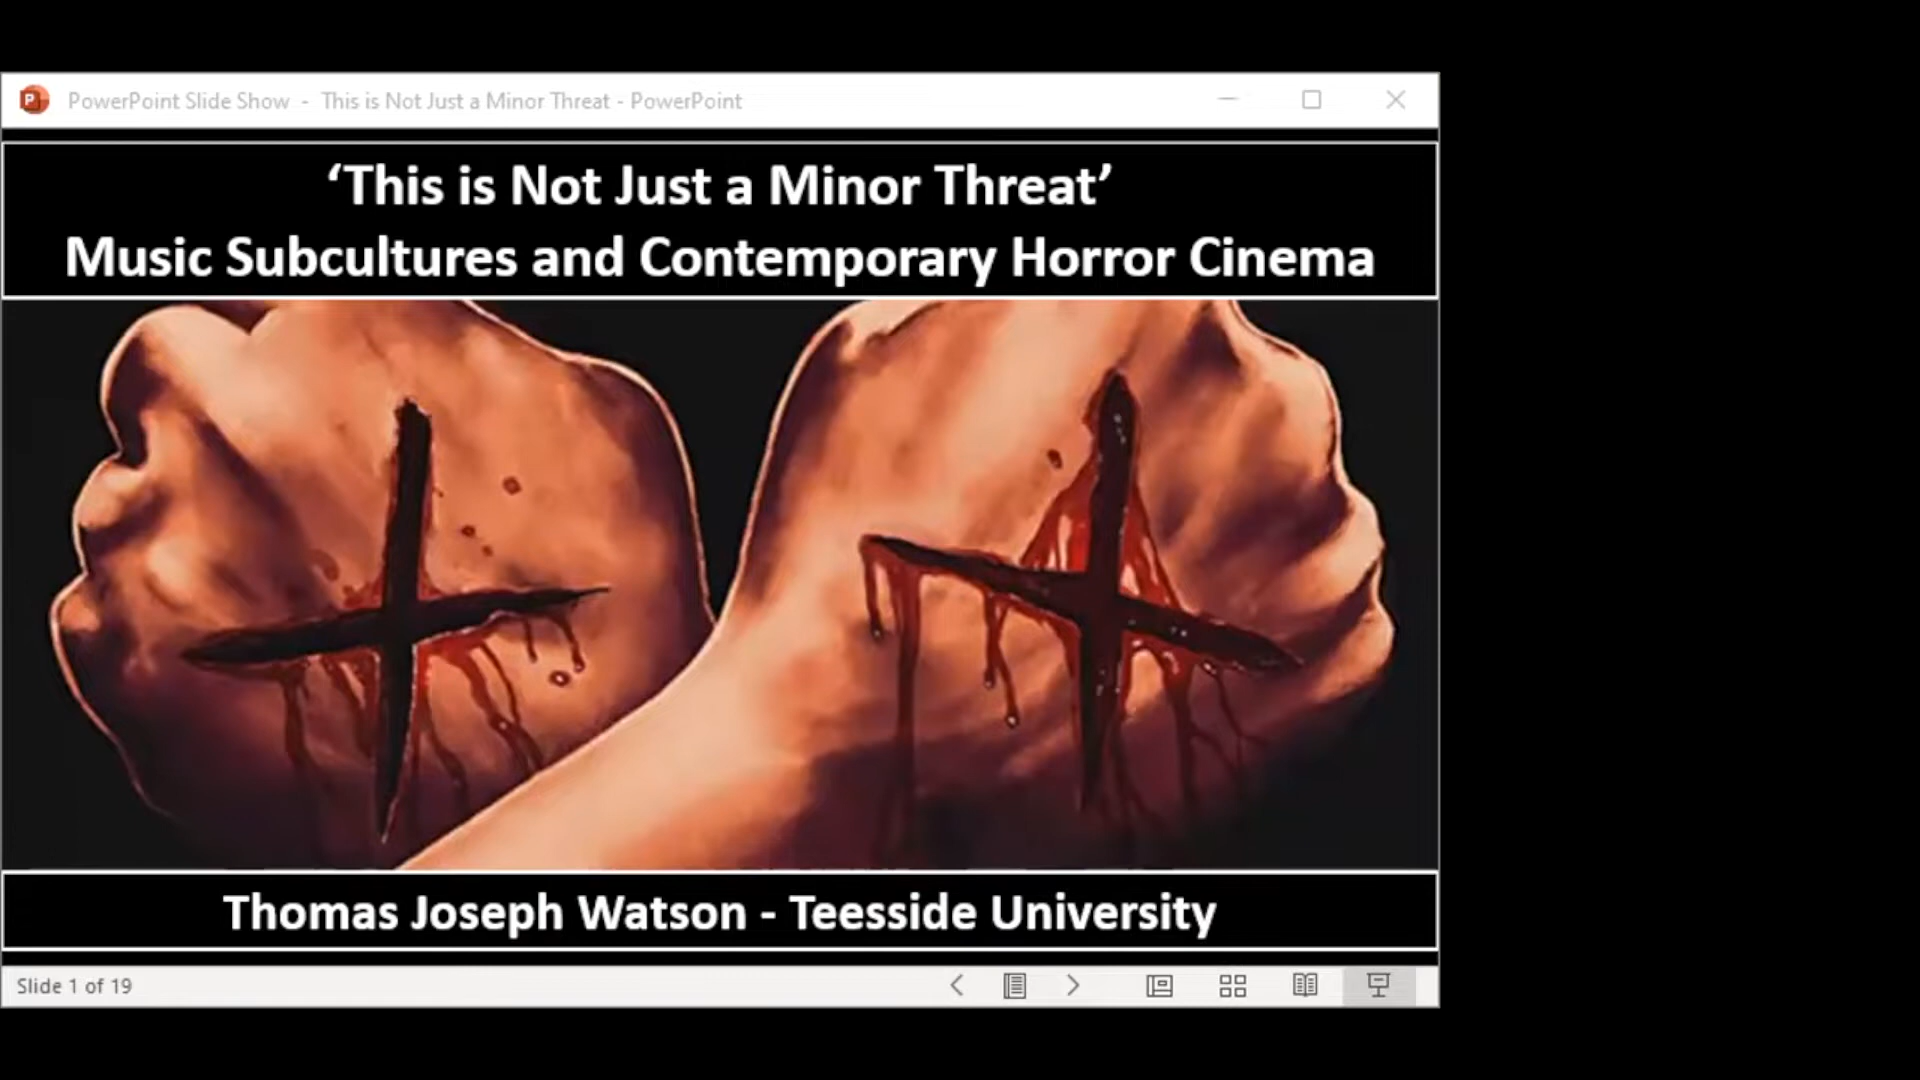 PowerPoint Slide Show - This is Not Just a Minor Threat - PowerPoint
‘This is Not Just a Minor Threat’
Music Subcultures and Contemporary Horror Cinema
Thomas Joseph Watson - Teesside University
Slide 1 of 19